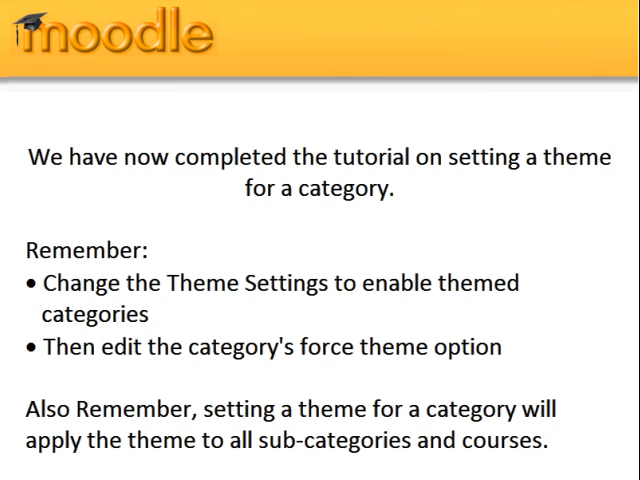 moodle
We have now completed the tutorial on setting a theme
for a category.
Remember:
• Change the Theme Settings to enable themed
categories
• Then edit the category's force theme option
Also Remember, setting a theme for a category will
apply the theme to all sub-categories and courses.